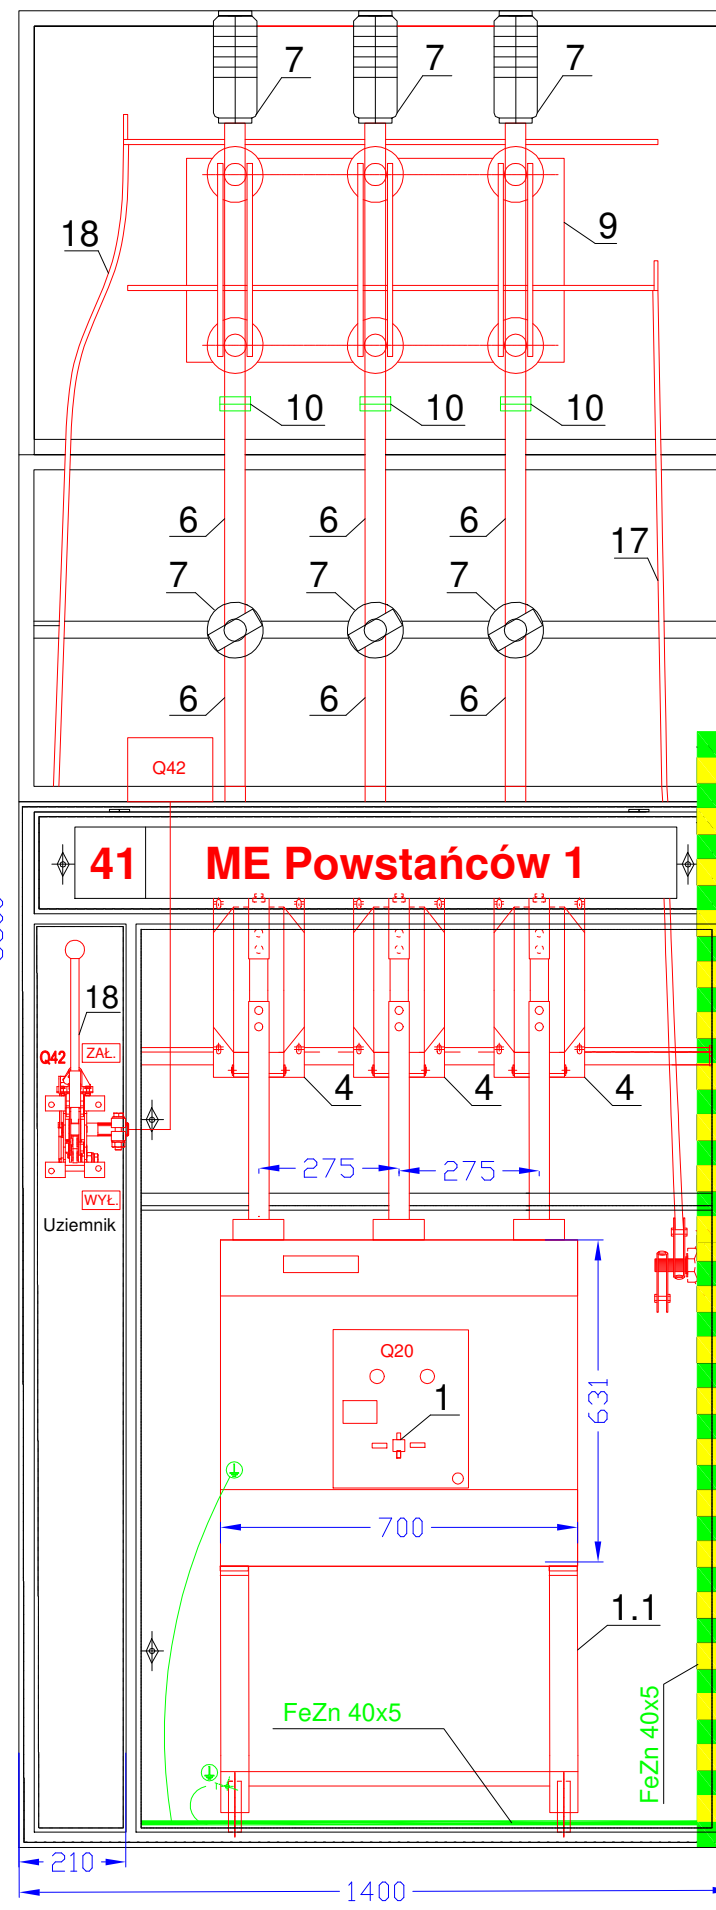 7 7 7
18
9
10 10 10
6 6 6
17
7 7 7
6 6 6
Q42
41 ME Powstańców 1
18
Q42 ZAŁ.
4 4 4
275 275
WYŁ.
Uziemnik
Q20
1
631
700
1.1
FeZn 40x5
FeZn 40x5
210
1400